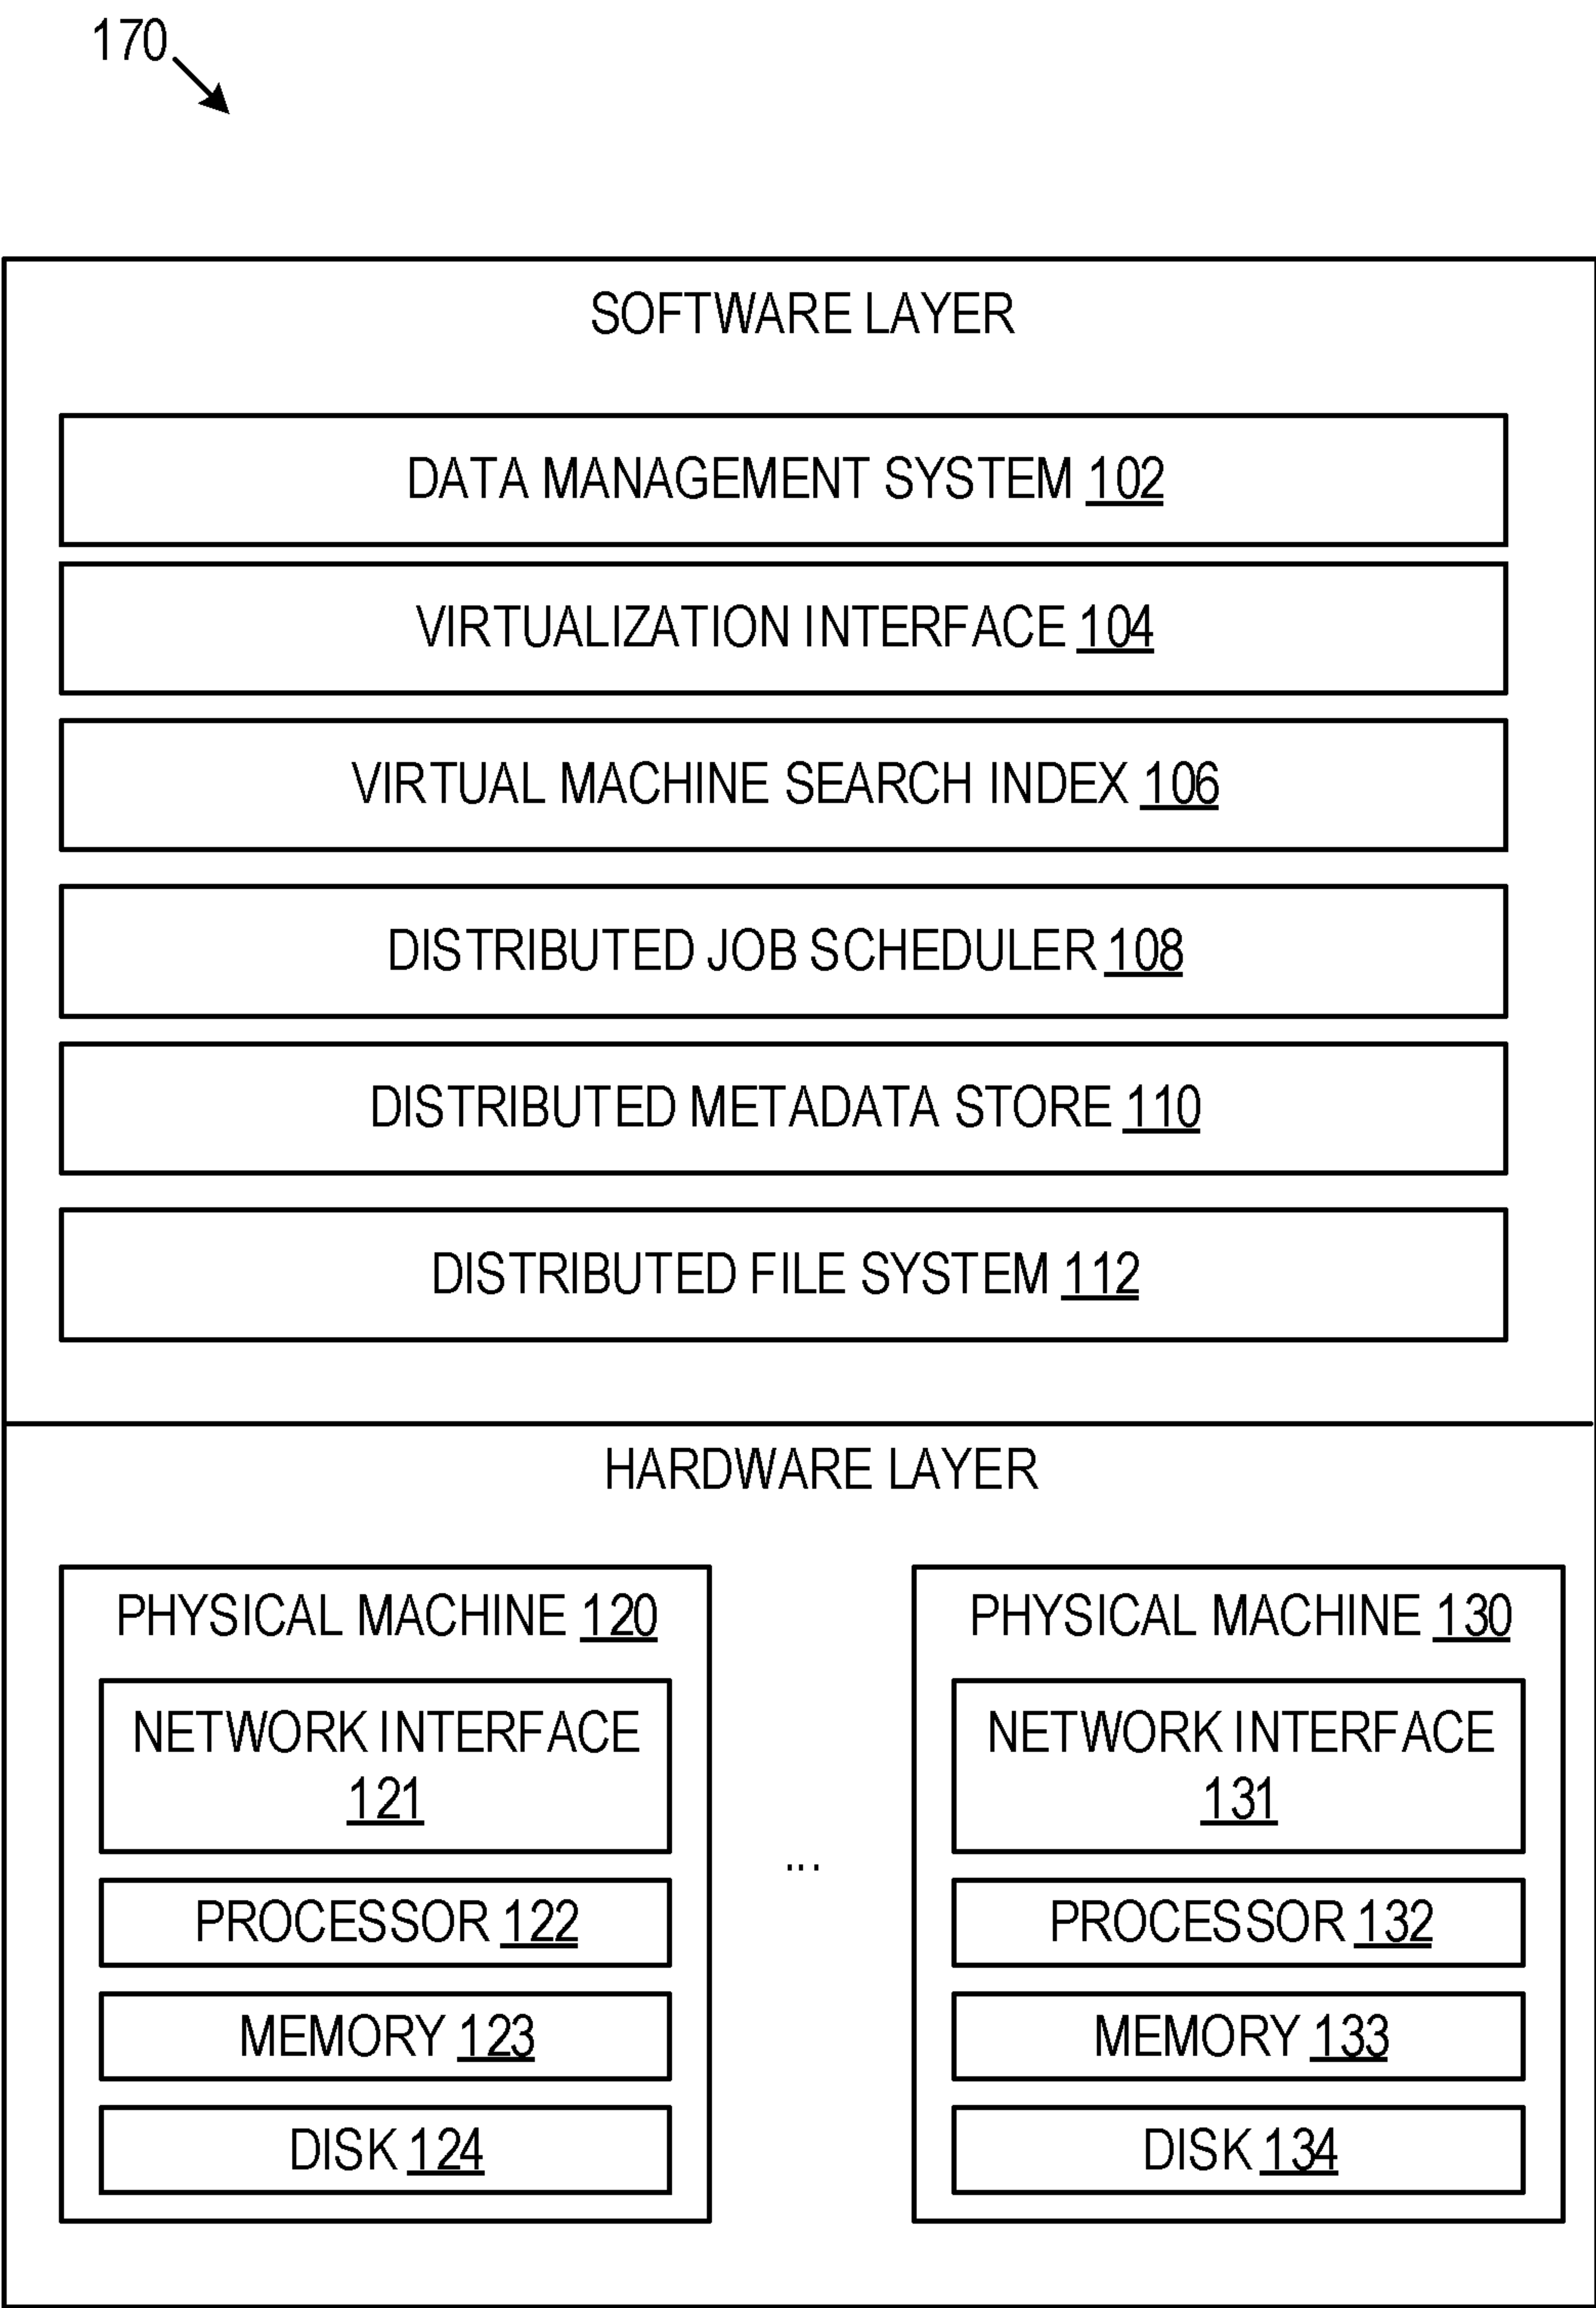 170
SOFTWARE LAYER
DATA MANAGEMENT SYSTEM 102
VIRTUALIZATION INTERFACE 104
VIRTUAL MACHINE SEARCH INDEX 106
DISTRIBUTED JOB SCHEDULER 108
DISTRIBUTED METADATA STORE 110
DISTRIBUTED FILE SYSTEM 112
HARDWARE LAYER
PHYSICAL MACHINE 120
NETWORK INTERFACE
121
PROCESSOR 122
MEMORY 123
DISK 124
...
PHYSICAL MACHINE 130
NETWORK INTERFACE
131
PROCESSOR 132
MEMORY 133
DISK 134